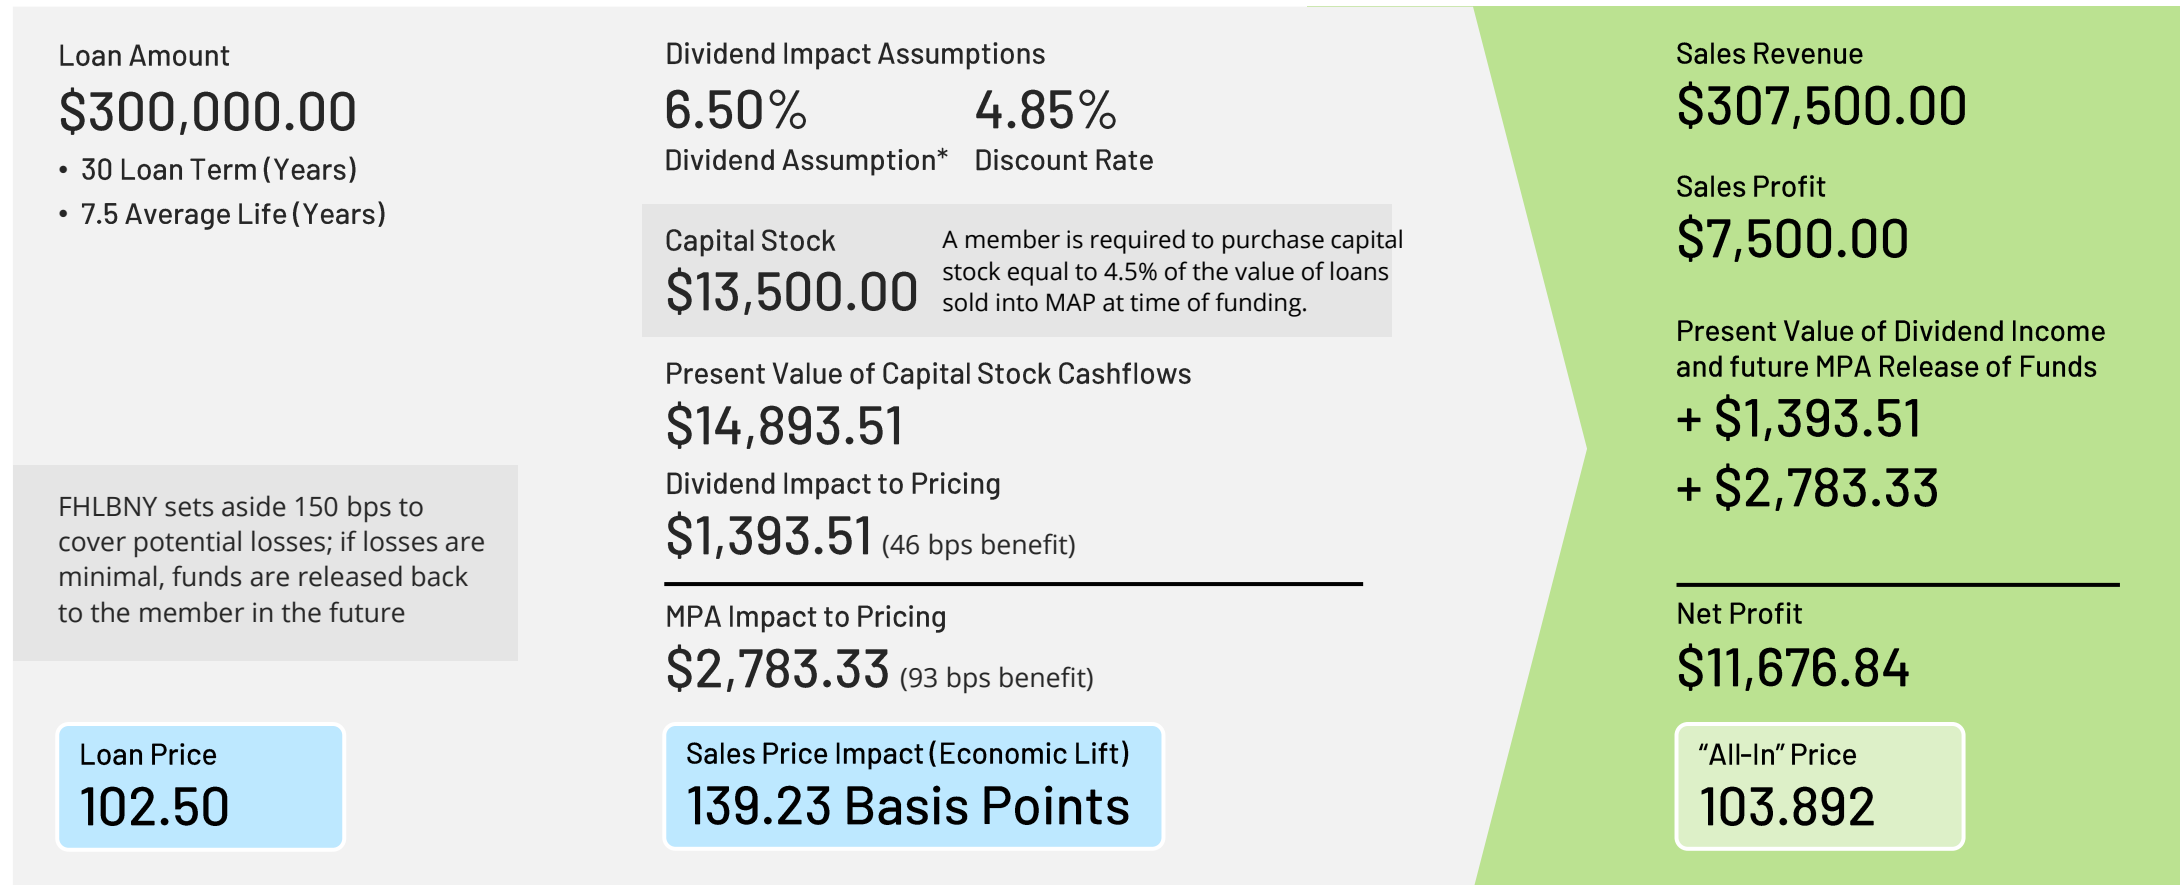 Loan Amount
$300,000.00
• 30 Loan Term (Years)
• 7.5 Average Life (Years)
FHLBNY sets aside 150 bps to
cover potential losses; if losses are
minimal, funds are released back
to the member in the future
Loan Price
102.50
Dividend Impact Assumptions
6.50% 4.85%
Dividend Assumption* Discount Rate
Capital Stock
$13,500.00
A member is required to purchase capital
stock equal to 4.5% of the value of loans
sold into MAP at time of funding.
Present Value of Capital Stock Cashflows
$14,893.51
Dividend Impact to Pricing
$1,393.51 (46 bps benefit)
MPA Impact to Pricing
$2,783.33 (93 bps benefit)
Sales Price Impact (Economic Lift)
139.23 Basis Points
Sales Revenue
$307,500.00
Sales Profit
$7,500.00
Present Value of Dividend Income
and future MPA Release of Funds
+ $1,393.51
+ $2,783.33
Net Profit
$11,676.84
“All-In” Price
103.892